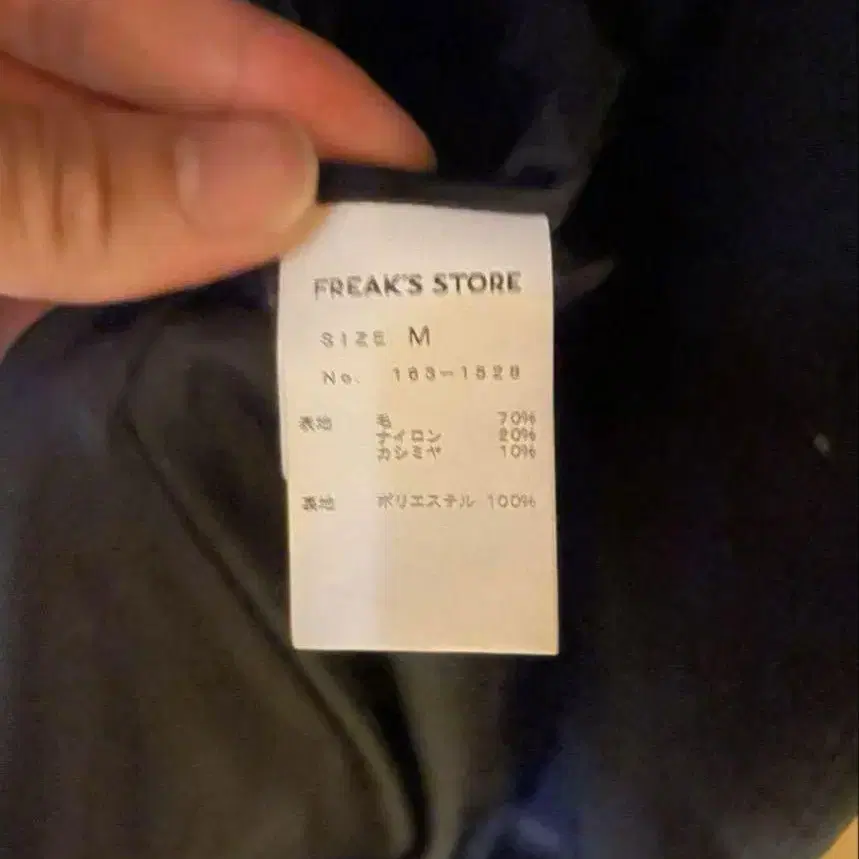 FREAK'S STORE
SIZE M
No. 163-1528
表地 毛 70%
ナイロン 20%
カシミヤ 10%
裏地 ポリエステル 100%